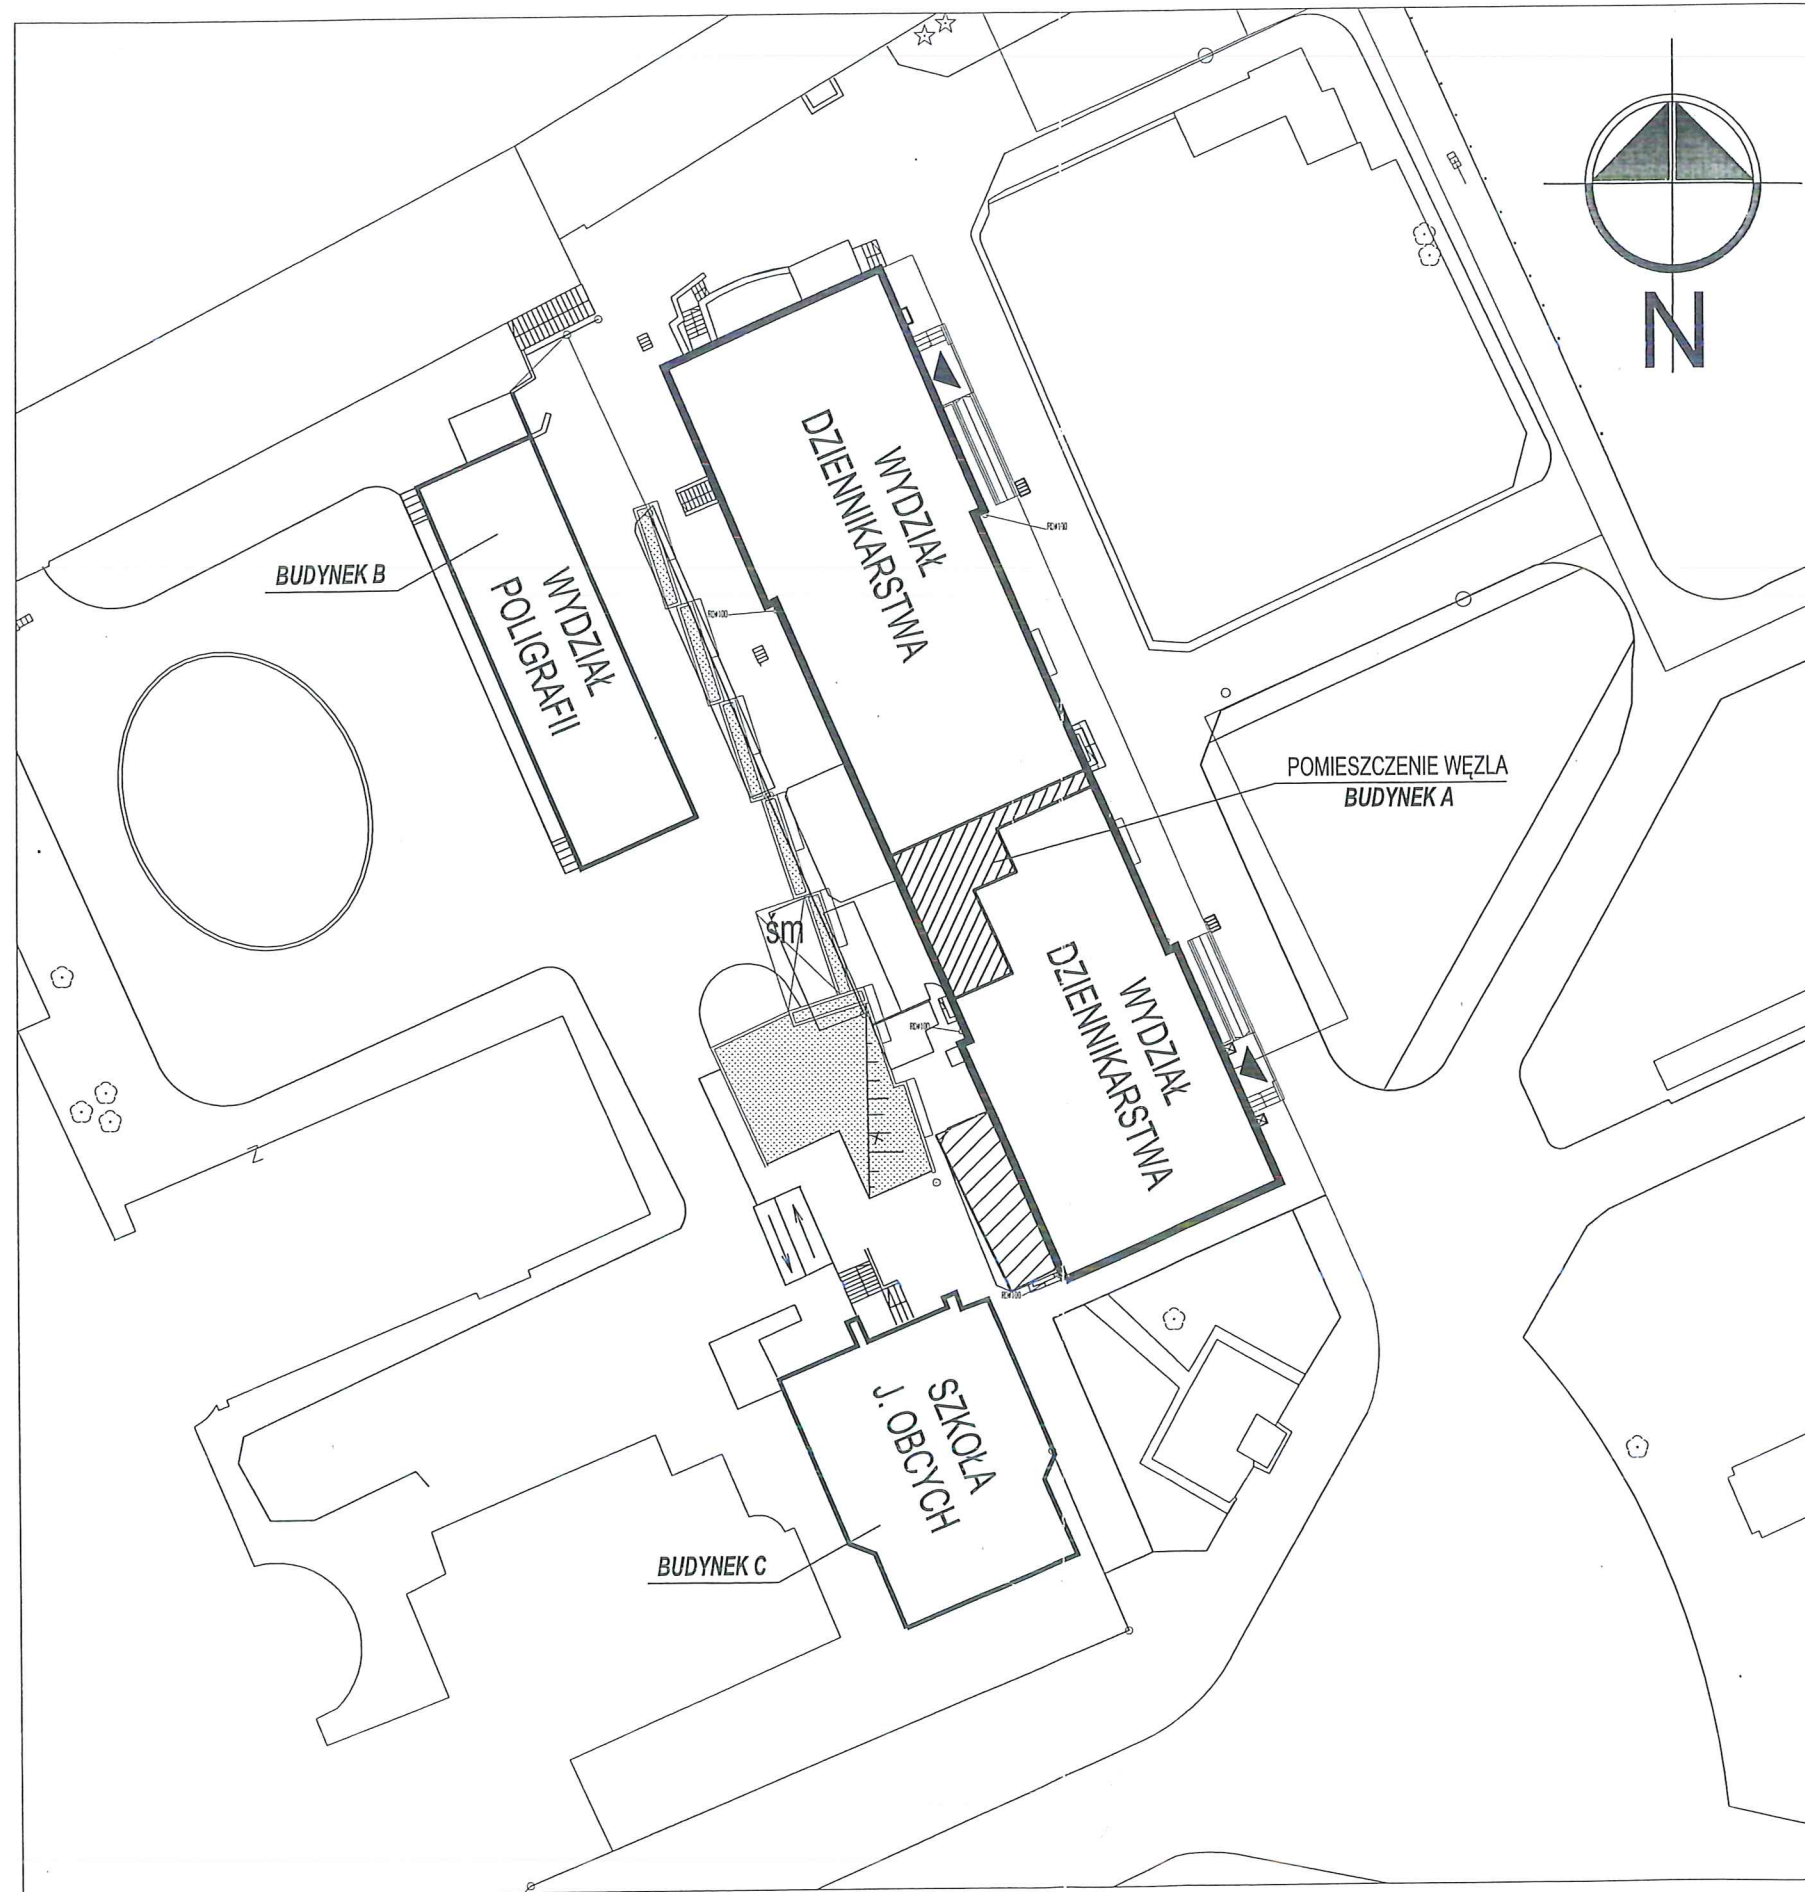 N
WYDZIAŁ
DZIENNIKARSTWA
BUDYNEK B
WYDZIAŁ
POLIGRAFII
POMIESZCZENIE WĘZLA
BUDYNEK A
śm
WYDZIAŁ
DZIENNIKARSTWA
Z
SZKOŁA
J. OBCYCH
BUDYNEK C